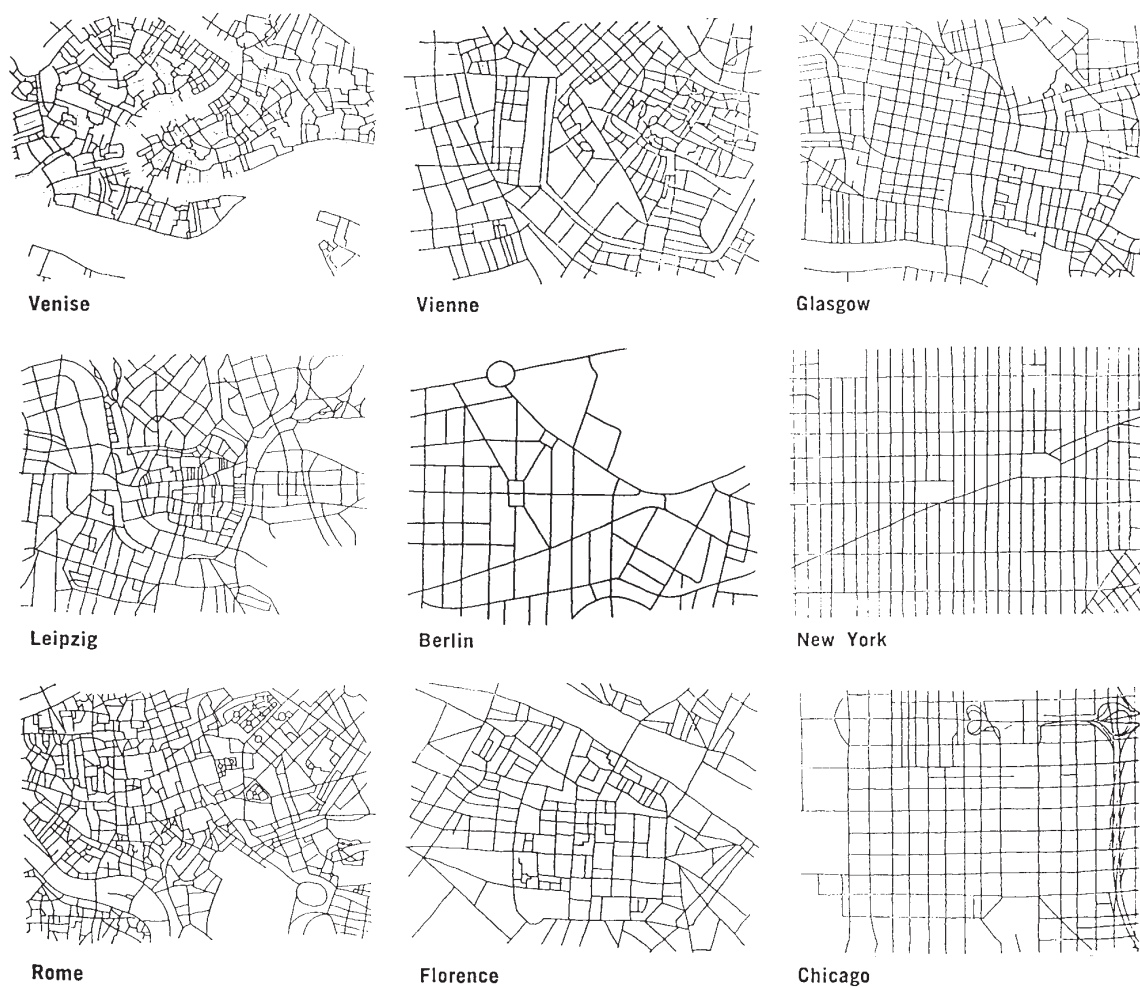 Venise
Vienne
Glasgow
Leipzig
Berlin
New York
Rome
Florence
Chicago